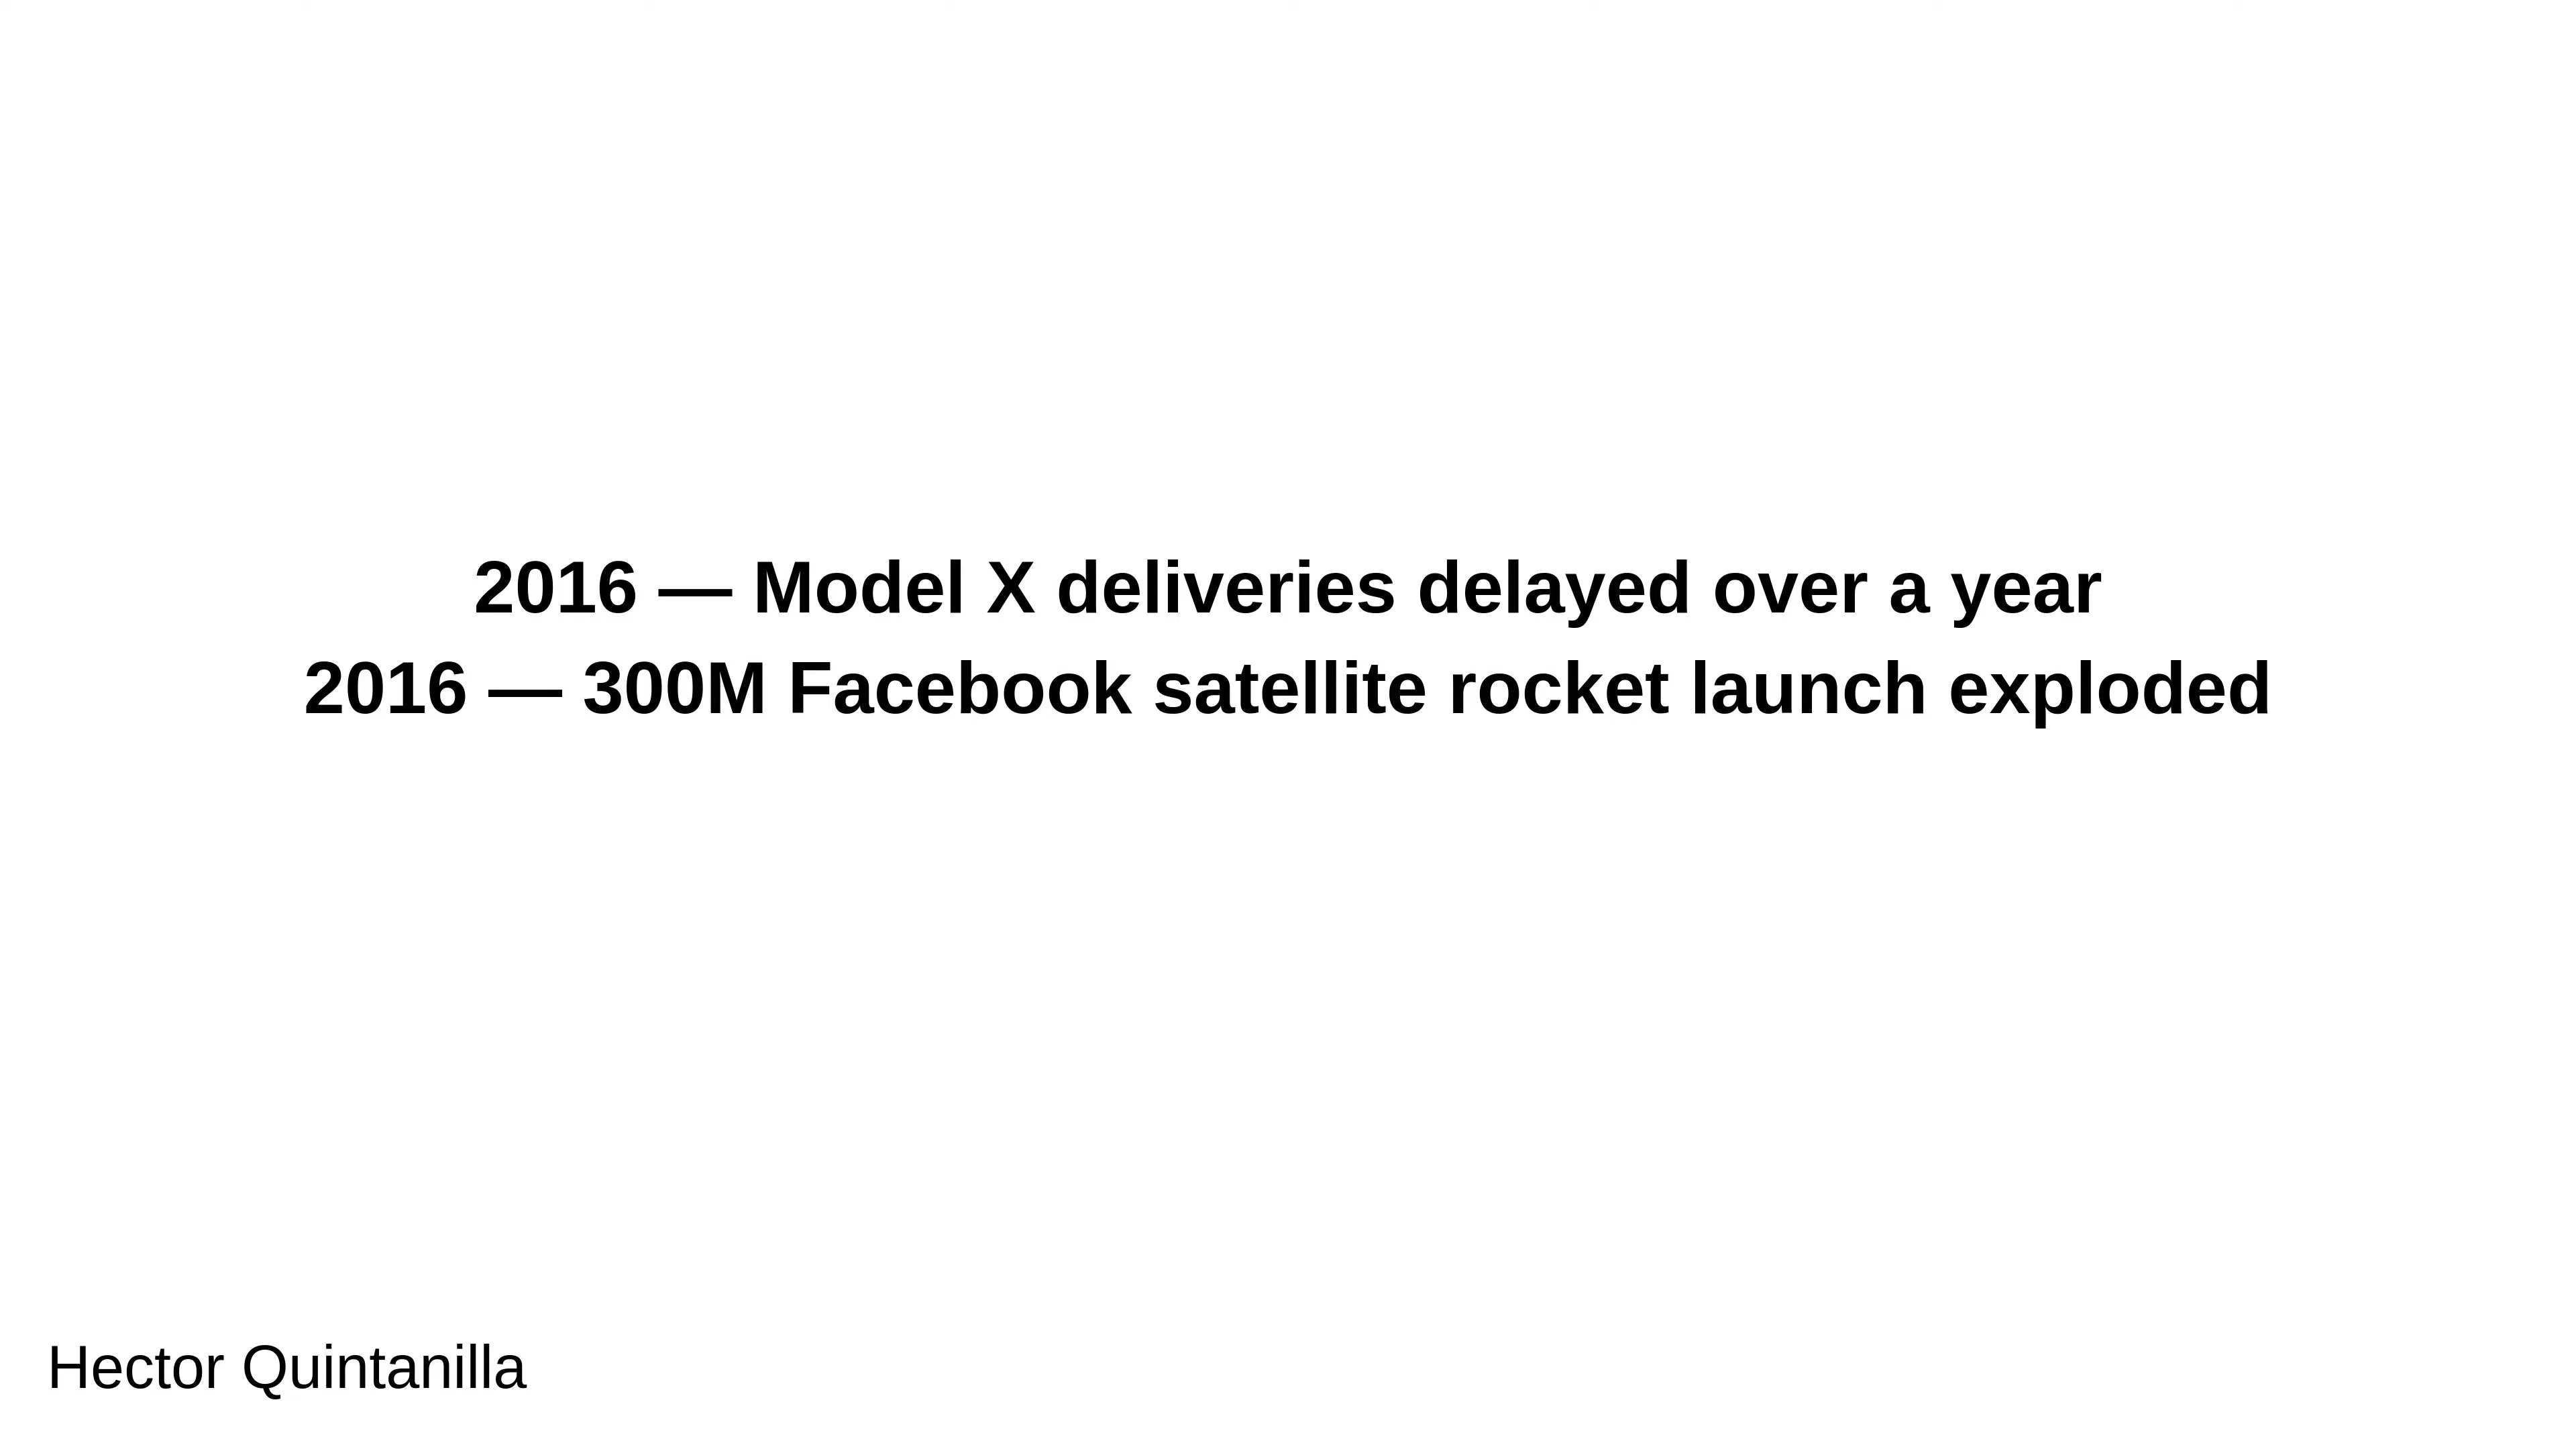 2016 — Model X deliveries delayed over a year
2016 — 300M Facebook satellite rocket launch exploded
Hector Quintanilla